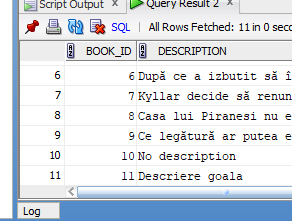 Script Output × Query Result 2 ×
SQL | All Rows Fetched: 11 in 0 seco
BOOK_ID DESCRIPTION
6 6 După ce a izbutit să î
7 7 Kyllar decide să renun
8 8 Casa lui Piranesi nu e
9 9 Ce legătură ar putea e
10 10 No description
11 11 Descriere goala
Log